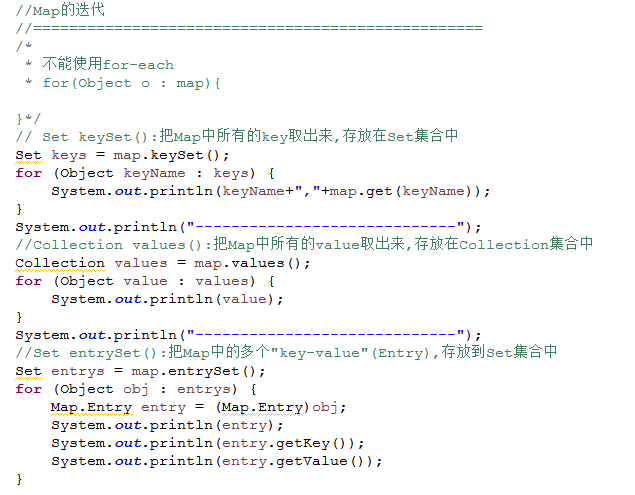 //Map的迭代
//==================================================
/*
 * 不能使用for-each
 * for(Object o : map){

}*/
// Set keySet():把Map中所有的key取出来,存放在Set集合中
Set keys = map.keySet();
for (Object keyName : keys) {
    System.out.println(keyName+","+map.get(keyName));
}
System.out.println("-----------------------------");
//Collection values():把Map中所有的value取出来,存放在Collection集合中
Collection values = map.values();
for (Object value : values) {
    System.out.println(value);
}
System.out.println("-----------------------------");
//Set entrySet():把Map中的多个"key-value"(Entry),存放到Set集合中
Set entrys = map.entrySet();
for (Object obj : entrys) {
    Map.Entry entry = (Map.Entry)obj;
    System.out.println(entry);
    System.out.println(entry.getKey());
    System.out.println(entry.getValue());
}